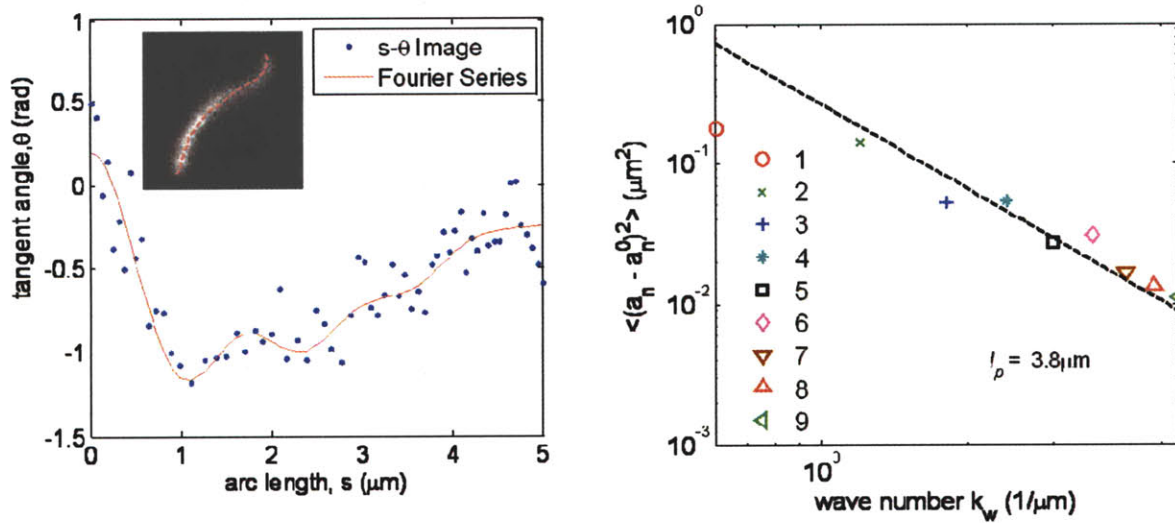 1
0.5
0
-0.5
-1
-1.5
tangent angle,θ (rad)
s-θ Image
Fourier Series
0 1 2 3 4 5
arc length, s (μm)
10⁰
10⁻¹
10⁻²
10⁻³
<(aₙ - aₙ⁰)²> (μm²)
1
2
3
4
5
6
7
8
9
lₚ = 3.8μm
10⁰
wave number k_w (1/μm)